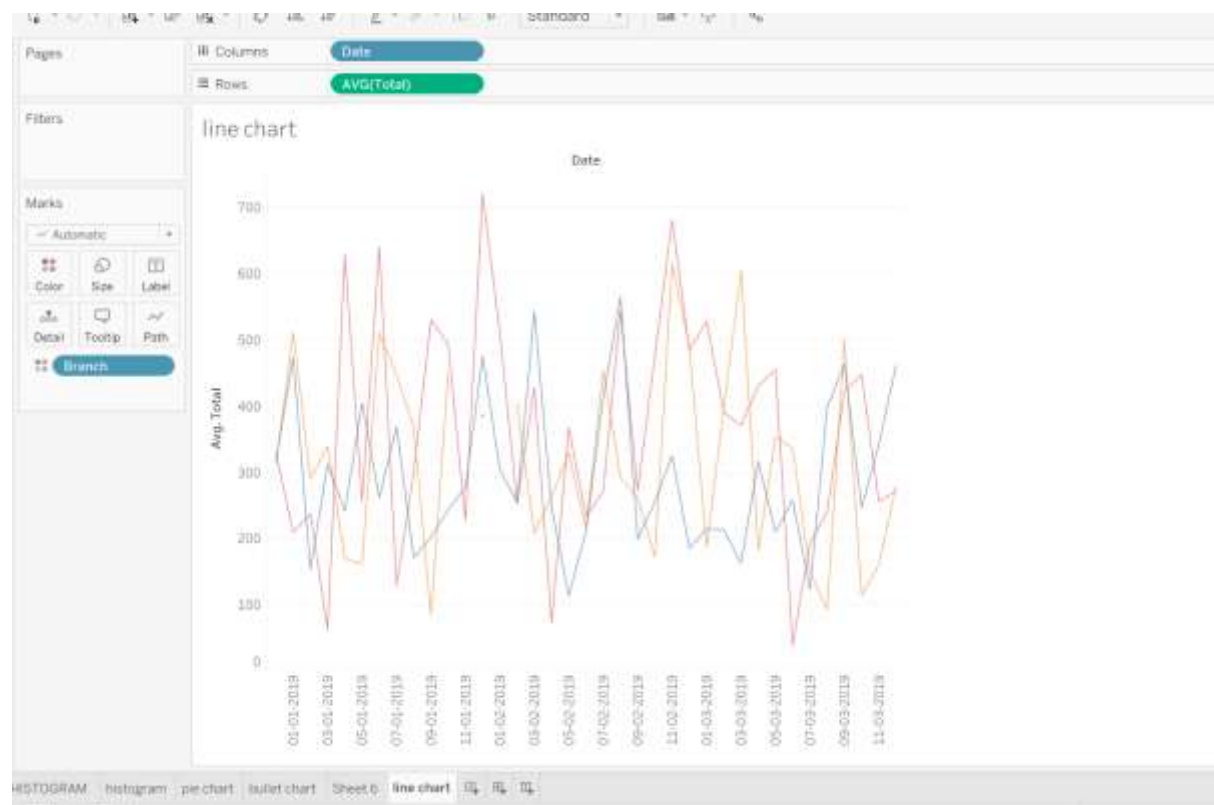 Standard
Pages
Columns
Date
Rows
AVG(Total)
Filters
line chart
Date
Marks
Automatic
Color
Size
Label
Detail
Tooltip
Path
Branch
Avg. Total
700
600
500
400
300
200
100
0
01-01-2019
03-01-2019
05-01-2019
07-01-2019
09-01-2019
11-01-2019
01-02-2019
03-02-2019
05-02-2019
07-02-2019
09-02-2019
11-02-2019
01-03-2019
03-03-2019
05-03-2019
07-03-2019
09-03-2019
11-03-2019
HISTOGRAM histogram pie chart bullet chart Sheet 6 line chart